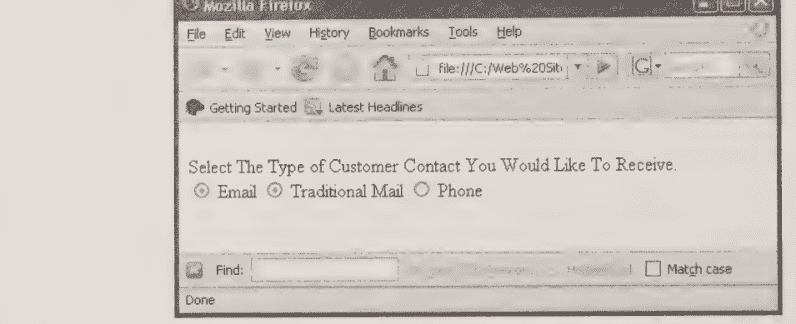 Mozilla Firefox
File Edit View History Bookmarks Tools Help
file:///C:/Web%20Sit G
Getting Started Latest Headlines
Select The Type of Customer Contact You Would Like To Receive.
Email Traditional Mail Phone
Find: Match case
Done